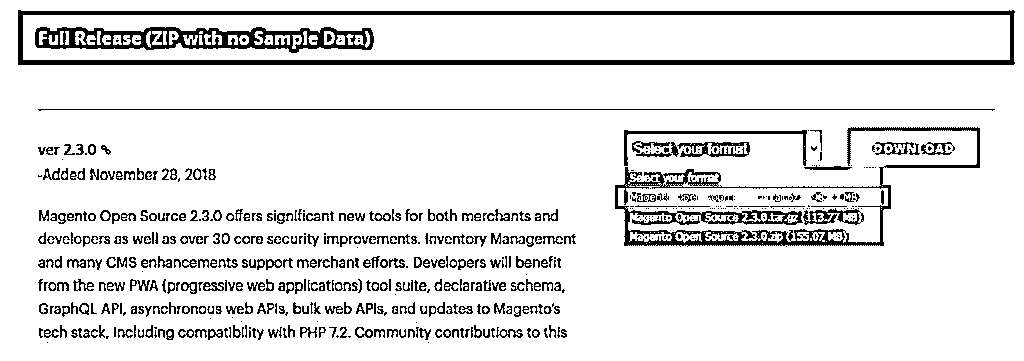 Full Release (ZIP with no Sample Data)
ver 2.3.0
-Added November 28, 2018
Magento Open Source 2.3.0 offers significant new tools for both merchants and
developers as well as over 30 core security improvements. Inventory Management
and many CMS enhancements support merchant efforts. Developers will benefit
from the new PWA (progressive web applications) tool suite, declarative schema,
GraphQL API, asynchronous web APIs, bulk web APIs, and updates to Magento's
tech stack, including compatibility with PHP 7.2. Community contributions to this
Select your format
DOWNLOAD
Select your format
Magento MB)
Magento Open Source 2.3.0.tar.gz (113.77 MB)
Magento Open Source 2.3.0.zip (155.07 MB)